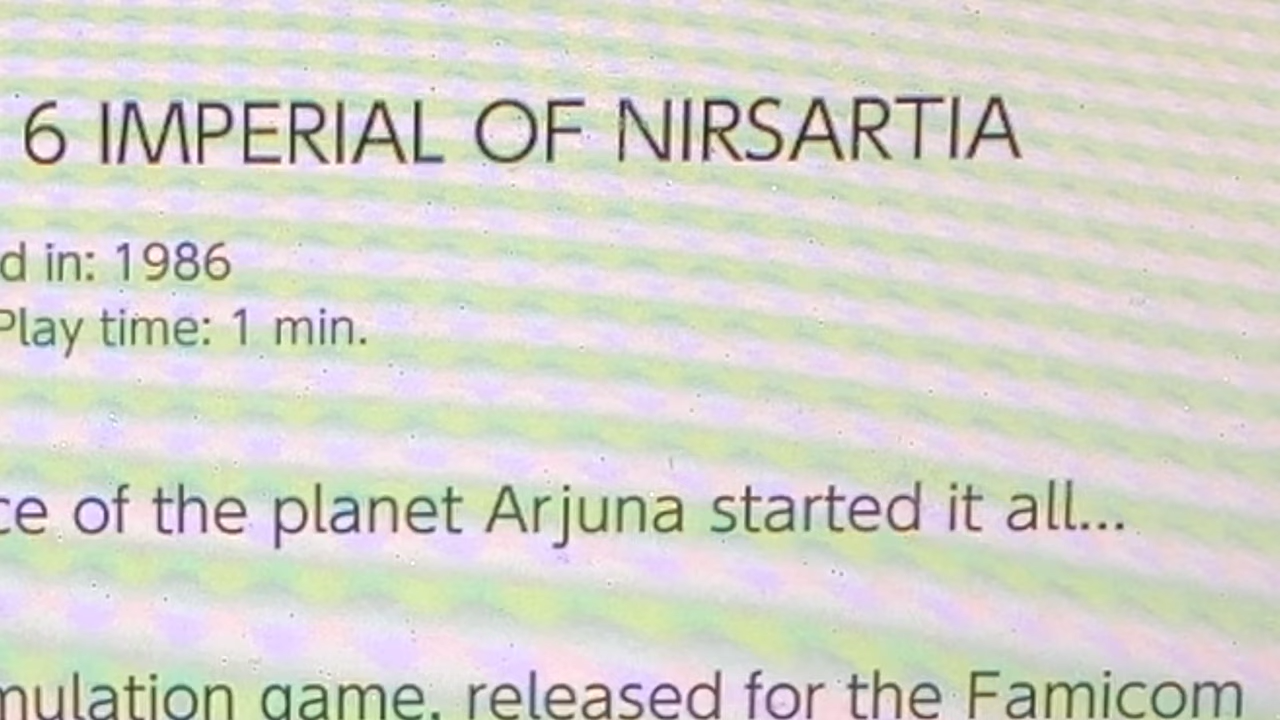 6 IMPERIAL OF NIRSARTIA
d in: 1986
Play time: 1 min.
ce of the planet Arjuna started it all...
mulation game, released for the Famicom